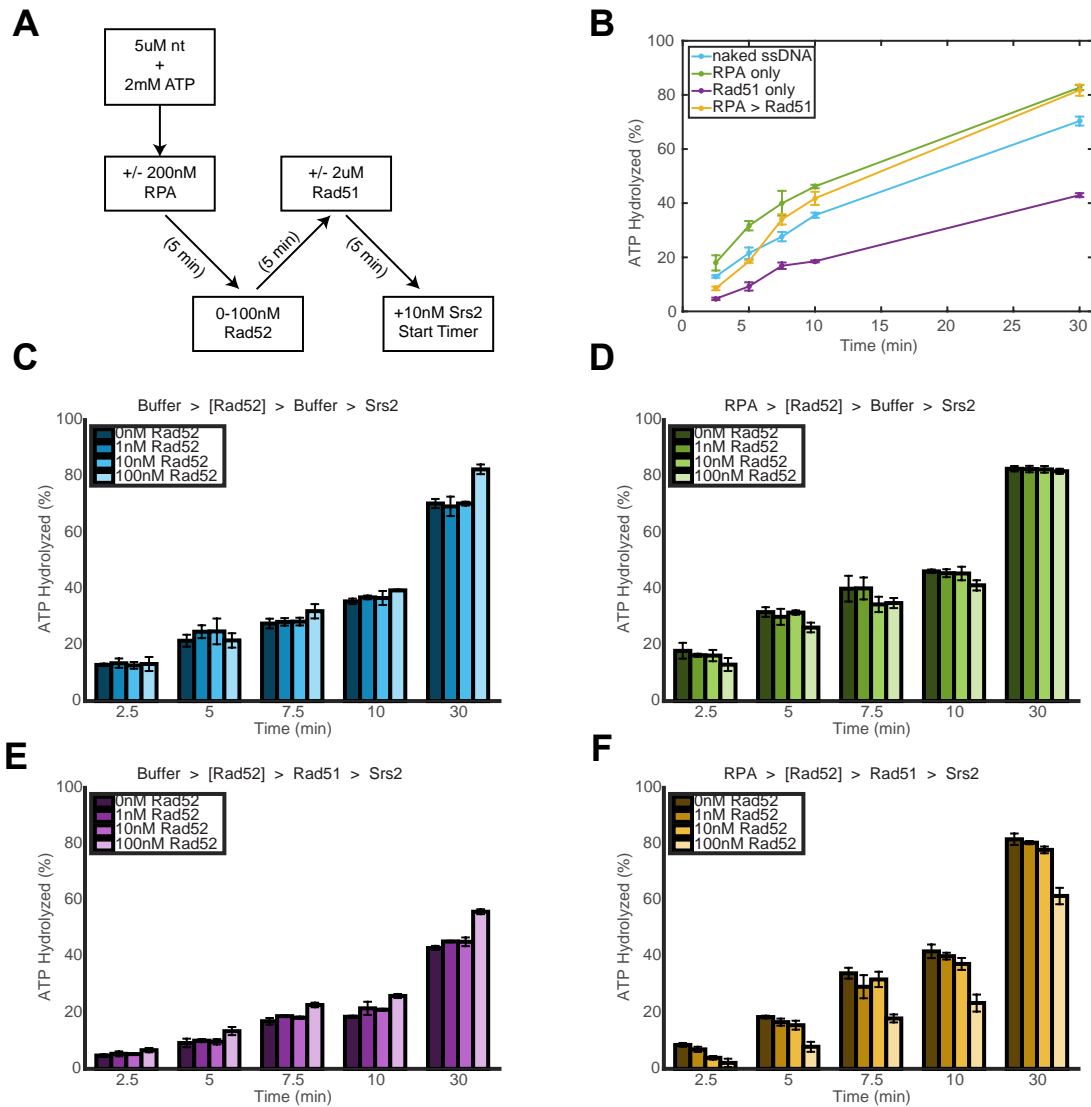 A
5uM nt
+
2mM ATP
+/- 200nM
RPA
+/- 2uM
Rad51
(5 min)
(5 min)
(5 min)
0-100nM
Rad52
+10nM Srs2
Start Timer
B
ATP Hydrolyzed (%)
100
80
60
40
20
0
naked ssDNA
RPA only
Rad51 only
RPA > Rad51
0 5 10 15 20 25 30
Time (min)
C
Buffer > [Rad52] > Buffer > Srs2
ATP Hydrolyzed (%)
100
80
60
40
20
0
0nM Rad52
1nM Rad52
10nM Rad52
100nM Rad52
2.5 5 7.5 10 30
Time (min)
D
RPA > [Rad52] > Buffer > Srs2
ATP Hydrolyzed (%)
100
80
60
40
20
0
0nM Rad52
1nM Rad52
10nM Rad52
100nM Rad52
2.5 5 7.5 10 30
Time (min)
E
Buffer > [Rad52] > Rad51 > Srs2
ATP Hydrolyzed (%)
100
80
60
40
20
0
0nM Rad52
1nM Rad52
10nM Rad52
100nM Rad52
2.5 5 7.5 10 30
Time (min)
F
RPA > [Rad52] > Rad51 > Srs2
ATP Hydrolyzed (%)
100
80
60
40
20
0
0nM Rad52
1nM Rad52
10nM Rad52
100nM Rad52
2.5 5 7.5 10 30
Time (min)